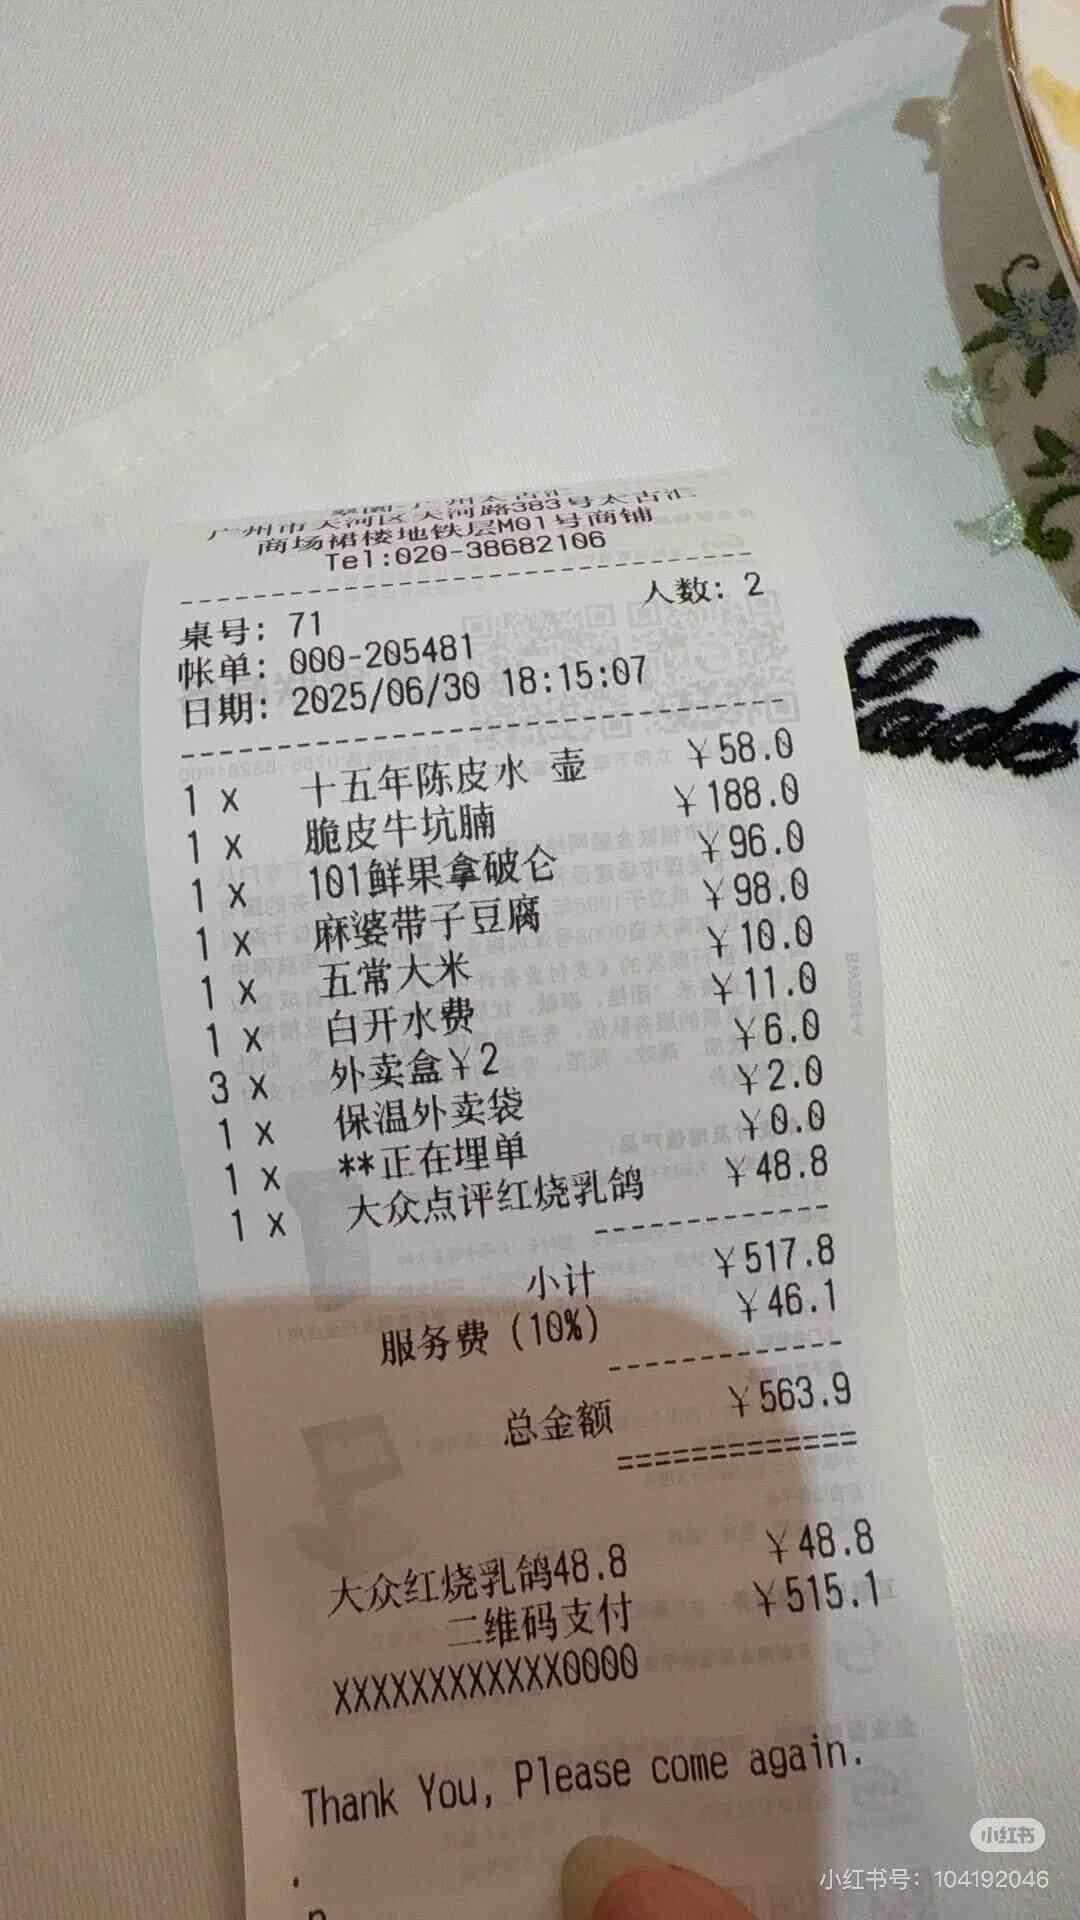 广州市天河区天河路383号太古汇
商场裙楼地铁层M01号商铺
Tel:020-38682106
人数: 2
桌号: 71
帐单: 000-205481
日期: 2025/06/30 18:15:07
1 x 十五年陈皮水 壶 ￥58.0
1 x 脆皮牛坑腩 ￥188.0
1 x 101鲜果拿破仑 ￥96.0
1 x 麻婆带子豆腐 ￥98.0
1 x 五常大米 ￥10.0
1 x 白开水费 ￥11.0
3 x 外卖盒￥2 ￥6.0
1 x 保温外卖袋 ￥2.0
1 x **正在埋单 ￥0.0
1 x 大众点评红烧乳鸽 ￥48.8
小计 ￥517.8
服务费 (10%) ￥46.1
总金额 ￥563.9
大众红烧乳鸽48.8 ￥48.8
二维码支付 ￥515.1
XXXXXXXXXXXX0000
Thank You, Please come again.
小红书
小红书号: 104192046